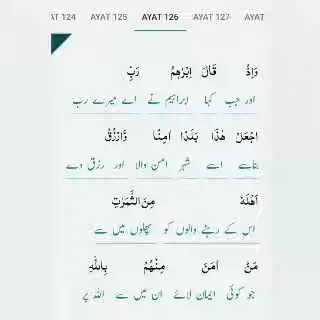 AT 124 AYAT 125 AYAT 126 AYAT 127 AYAT
وَاِذْ قَالَ اِبْرٰهٖمُ رَبِّ
اور جب کہا ابراہیم نے اے میرے رب
اجْعَلْ هٰذَا بَلَدًا اٰمِنًا وَّارْزُقْ
بنا اسے شہر امن والا اور رزق دے
اَهْلَهٗ مِنَ الثَّمَرٰتِ
اس کے رہنے والوں کو پھلوں میں سے
مَنْ اٰمَنَ مِنْهُمْ بِاللّٰهِ
جو کوئی ایمان لائے ان میں سے اللہ پر